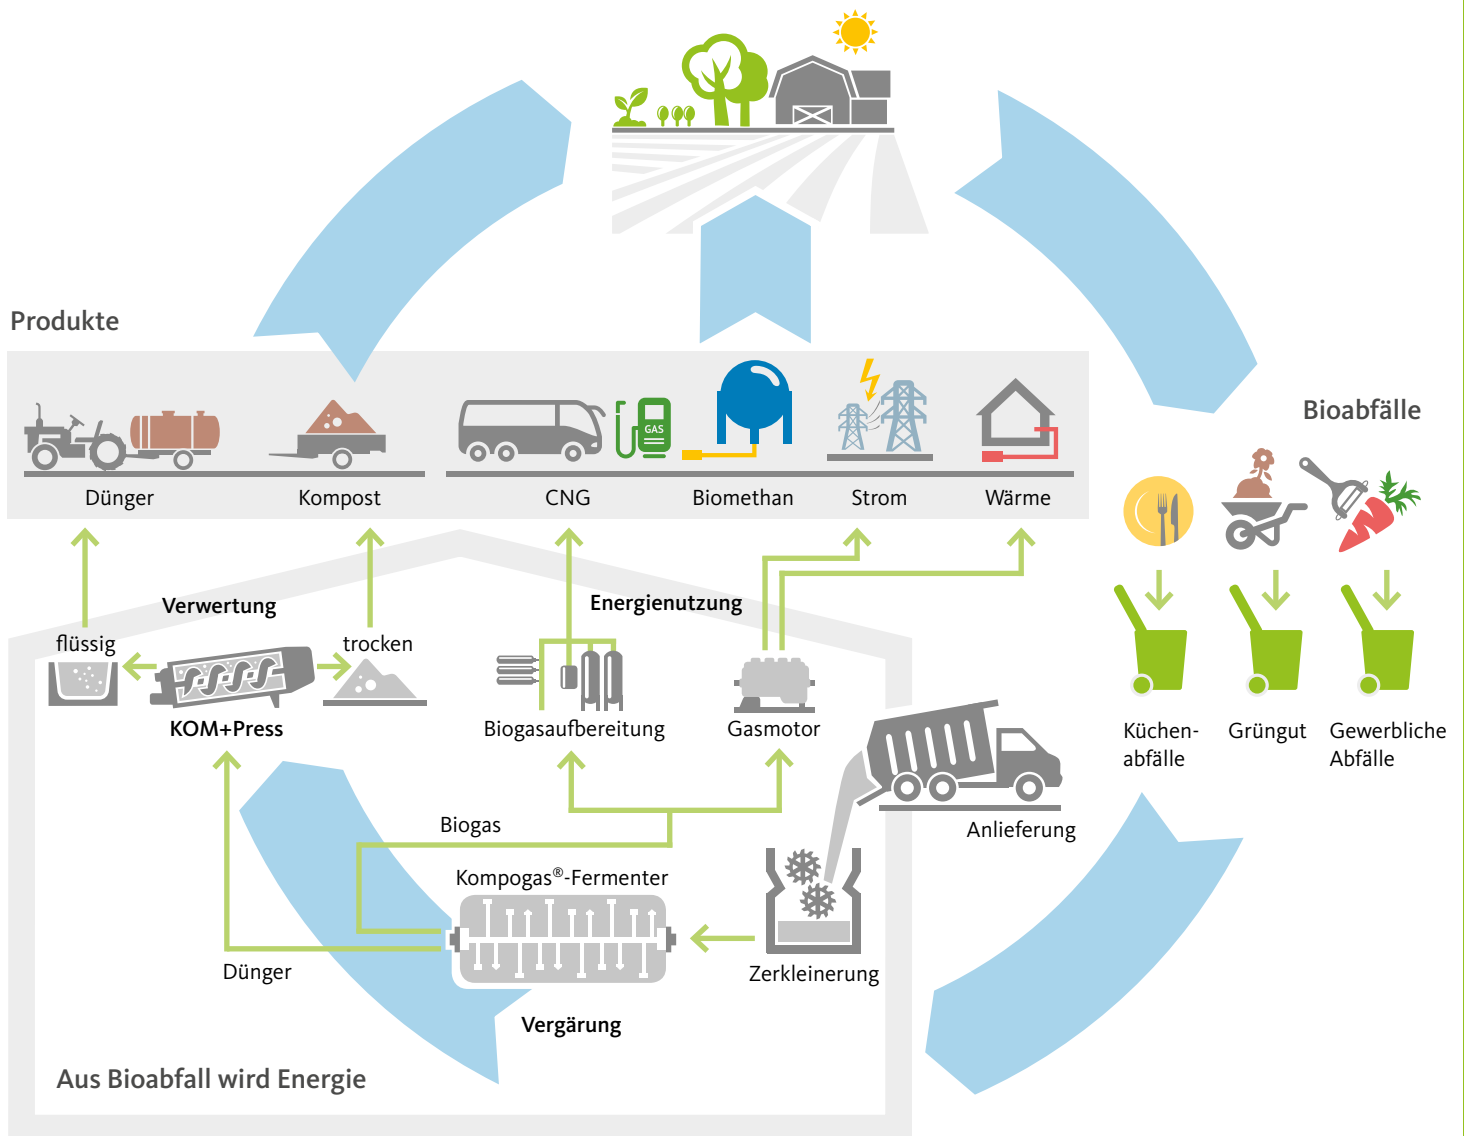 Produkte
Bioabfälle
GAS
Dünger
Kompost
CNG
Biomethan
Strom
Wärme
Verwertung
Energienutzung
flüssig
trocken
KOM+Press
Biogasaufbereitung
Gasmotor
Küchen-
abfälle
Grüngut
Gewerbliche
Abfälle
Biogas
Anlieferung
Kompogas®-Fermenter
Dünger
Zerkleinerung
Vergärung
Aus Bioabfall wird Energie